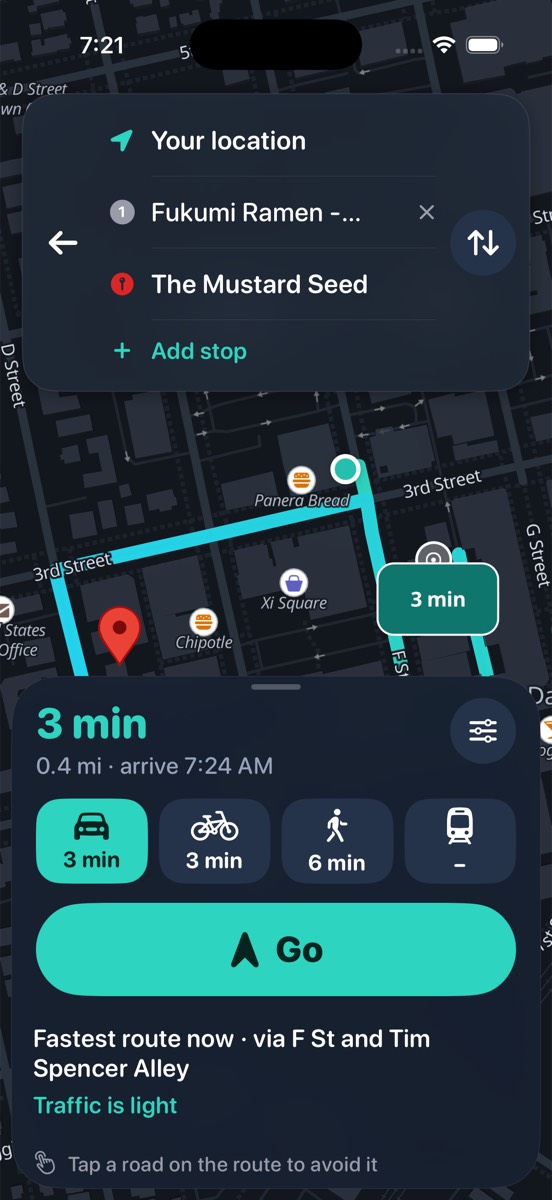 7:21
5
& D Street
Your location
1
Fukumi Ramen -...
The Mustard Seed
+ Add stop
D Street
3rd Street
Panera Bread
G Street
3rd Street
3 min
Xi Square
States
Office
Chipotle
F St
3 min
0.4 mi · arrive 7:24 AM
3 min
3 min
6 min
–
Go
Fastest route now · via F St and Tim
Spencer Alley
Traffic is light
Tap a road on the route to avoid it